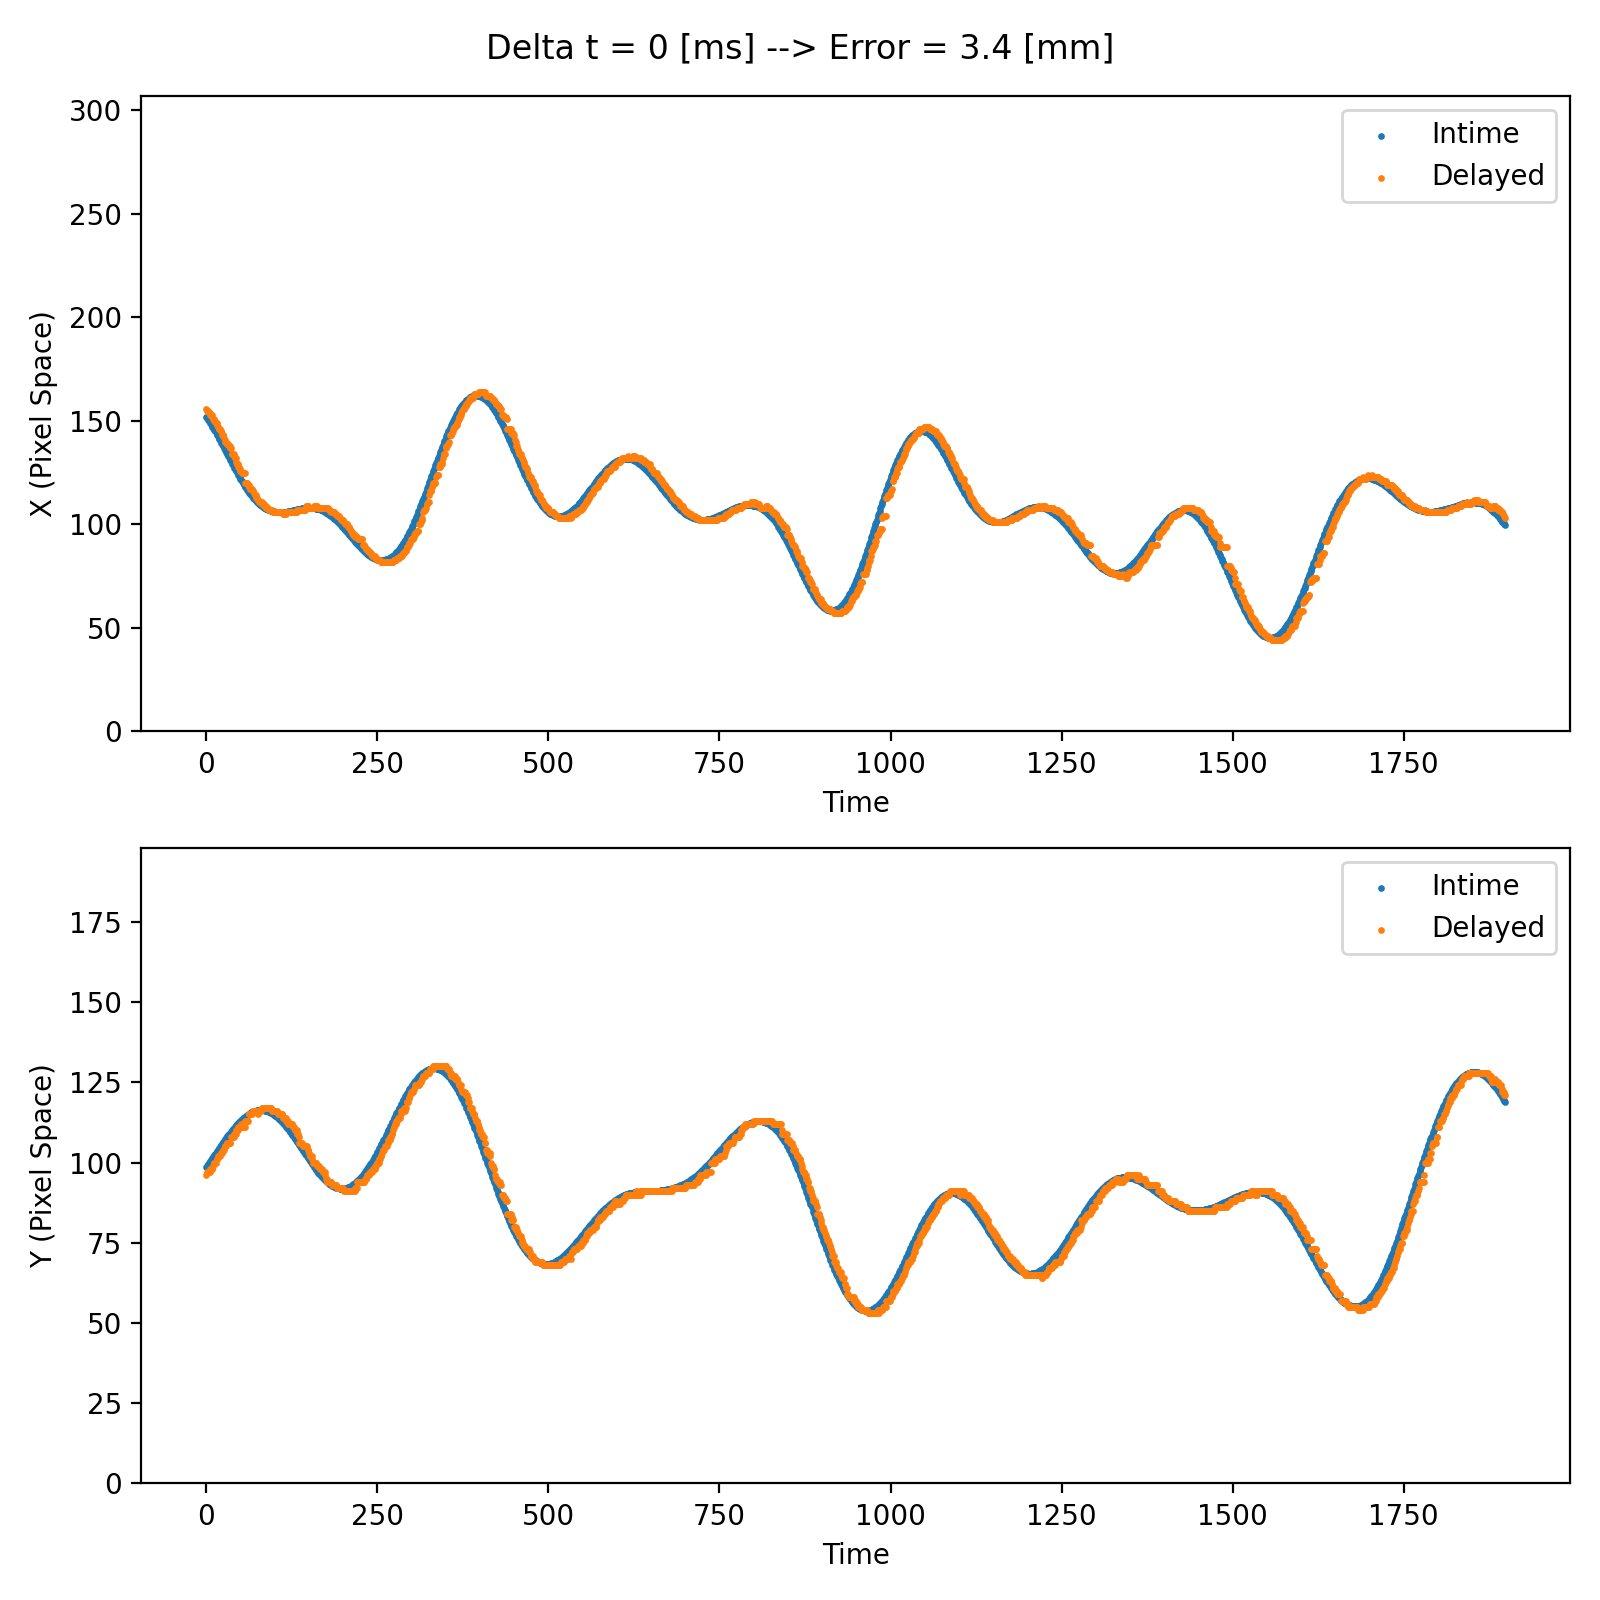 Delta t = 0 [ms] --> Error = 3.4 [mm]
300
250
200
150
100
50
0
X (Pixel Space)
Intime
Delayed
0 250 500 750 1000 1250 1500 1750
Time
175
150
125
100
75
50
25
0
Y (Pixel Space)
Intime
Delayed
0 250 500 750 1000 1250 1500 1750
Time